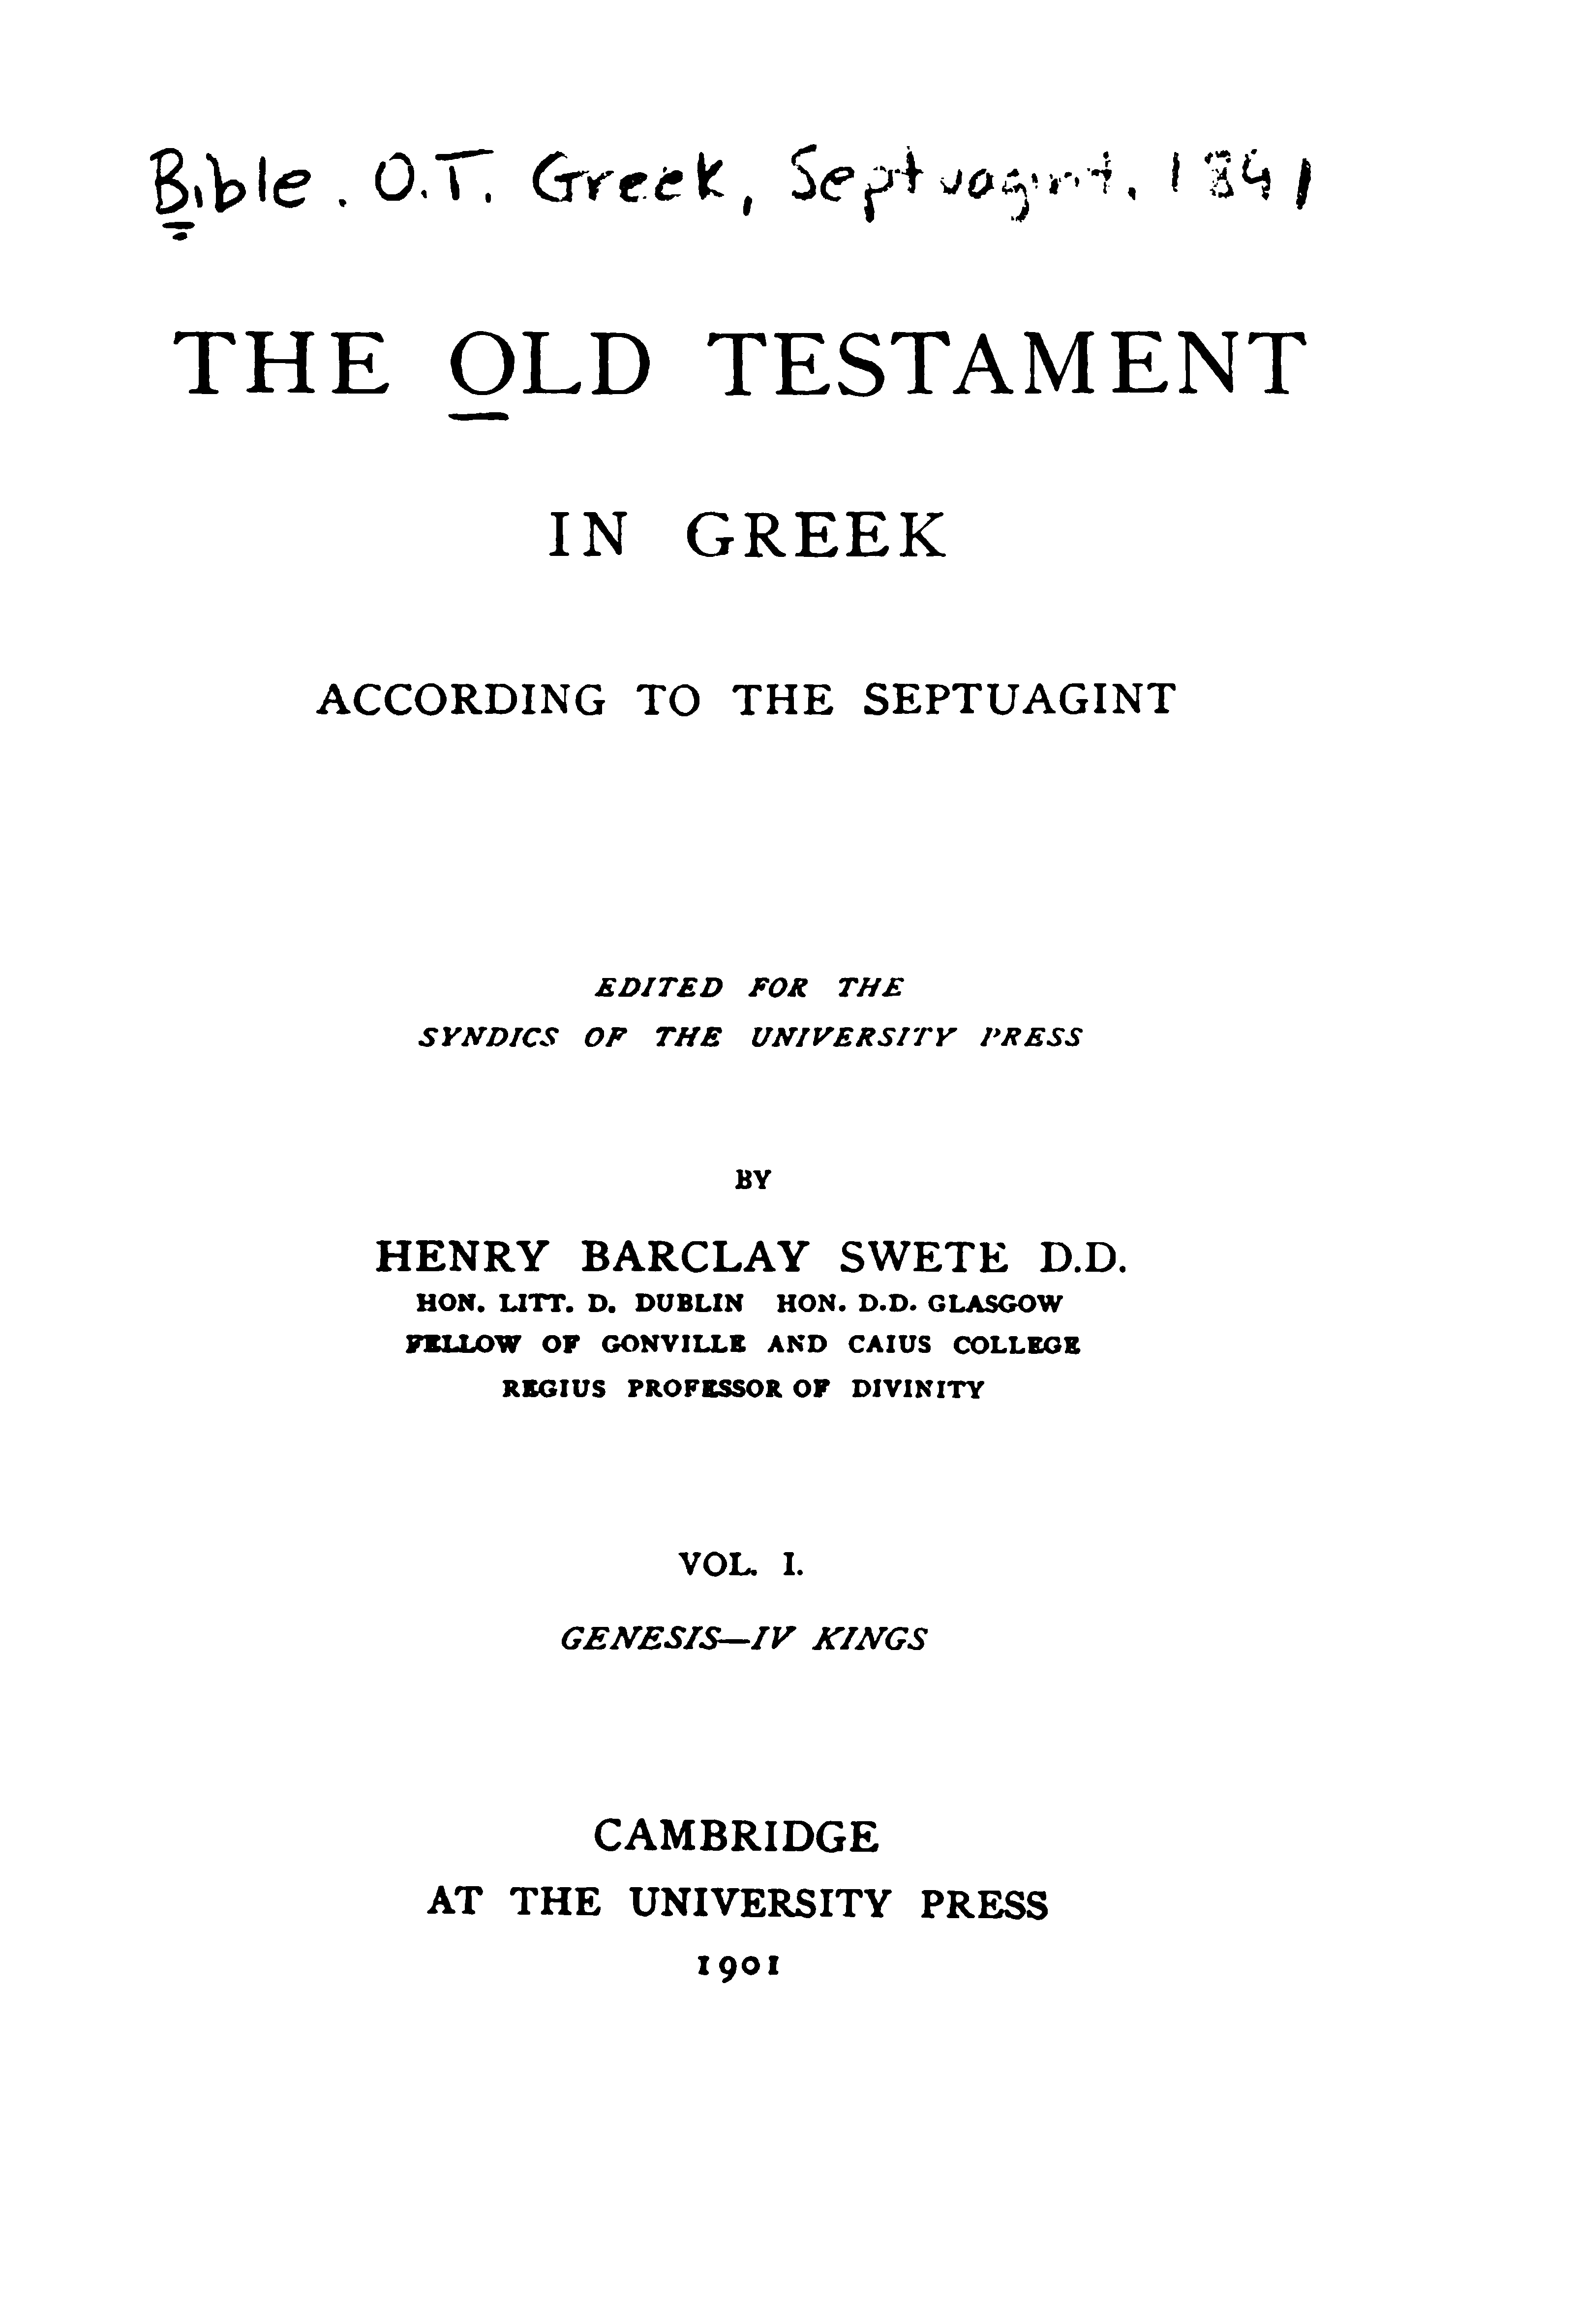 Bible. O.T. Greek, Septuagint. 1891
THE OLD TESTAMENT
IN GREEK
ACCORDING TO THE SEPTUAGINT
EDITED FOR THE
SYNDICS OF THE UNIVERSITY PRESS
BY
HENRY BARCLAY SWETE D.D.
HON. LITT. D. DUBLIN HON. D.D. GLASGOW
FELLOW OF GONVILLE AND CAIUS COLLEGE
REGIUS PROFESSOR OF DIVINITY
VOL. I.
GENESIS—IV KINGS
CAMBRIDGE
AT THE UNIVERSITY PRESS
1901